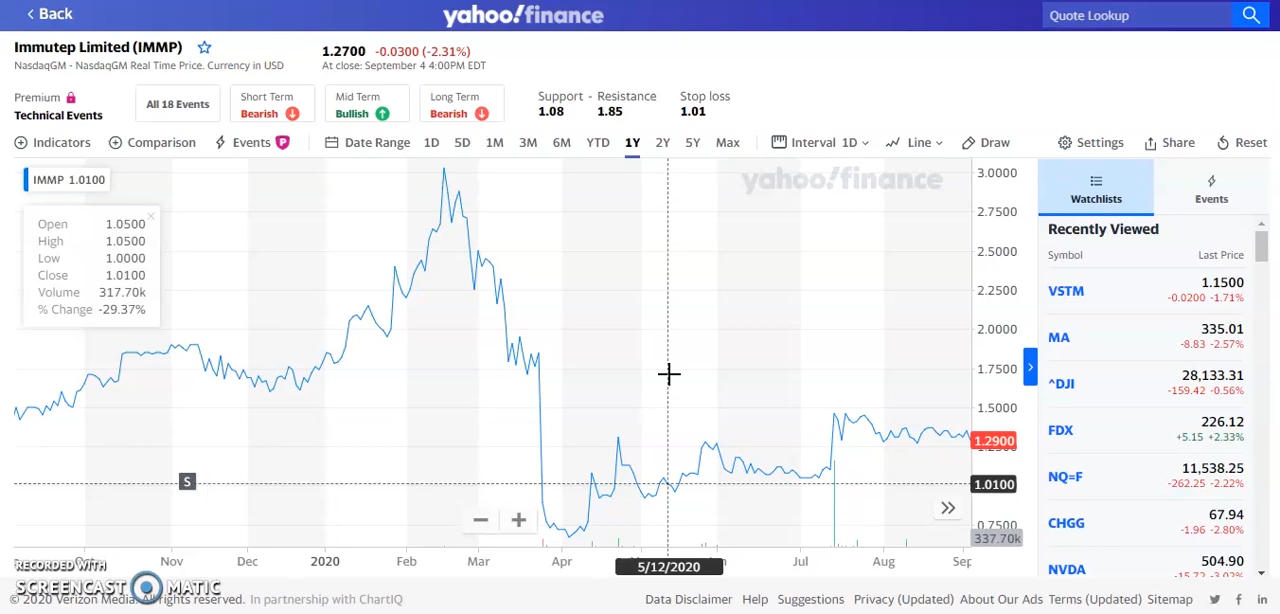 Back
yahoo!finance
Quote Lookup
Immutep Limited (IMMP)
NasdaqGM - NasdaqGM Real Time Price. Currency in USD
1.2700 -0.0300 (-2.31%)
At close: September 4 4:00PM EDT
Premium
Technical Events
All 18 Events
Short Term
Bearish
Mid Term
Bullish
Long Term
Bearish
Support - Resistance
1.08 1.85
Stop loss
1.01
Indicators Comparison Events P Date Range 1D 5D 1M 3M 6M YTD 1Y 2Y 5Y Max Interval 1D Line Draw Settings Share Reset
IMMP 1.0100
Open 1.0500
High 1.0500
Low 1.0000
Close 1.0100
Volume 317.70k
% Change -29.37%
yahoo!finance
3.0000
2.7500
2.5000
2.2500
2.0000
1.7500
1.5000
1.2900
1.0100
0.7500
337.70k
S
Nov Dec 2020 Feb Mar Apr 5/12/2020 Jul Aug Sep
Watchlists
Events
Recently Viewed
Symbol Last Price
VSTM 1.1500
-0.0200 -1.71%
MA 335.01
-8.83 -2.57%
^DJI 28,133.31
-159.42 -0.56%
FDX 226.12
+5.15 +2.33%
NQ=F 11,538.25
-262.25 -2.22%
CHGG 67.94
-1.96 -2.80%
NVDA 504.90
-15.72 -3.02%
RECORDED WITH
SCREENCAST MATIC
© 2020 Verizon Media. All rights reserved. In partnership with ChartIQ
Data Disclaimer Help Suggestions Privacy (Updated) About Our Ads Terms (Updated) Sitemap